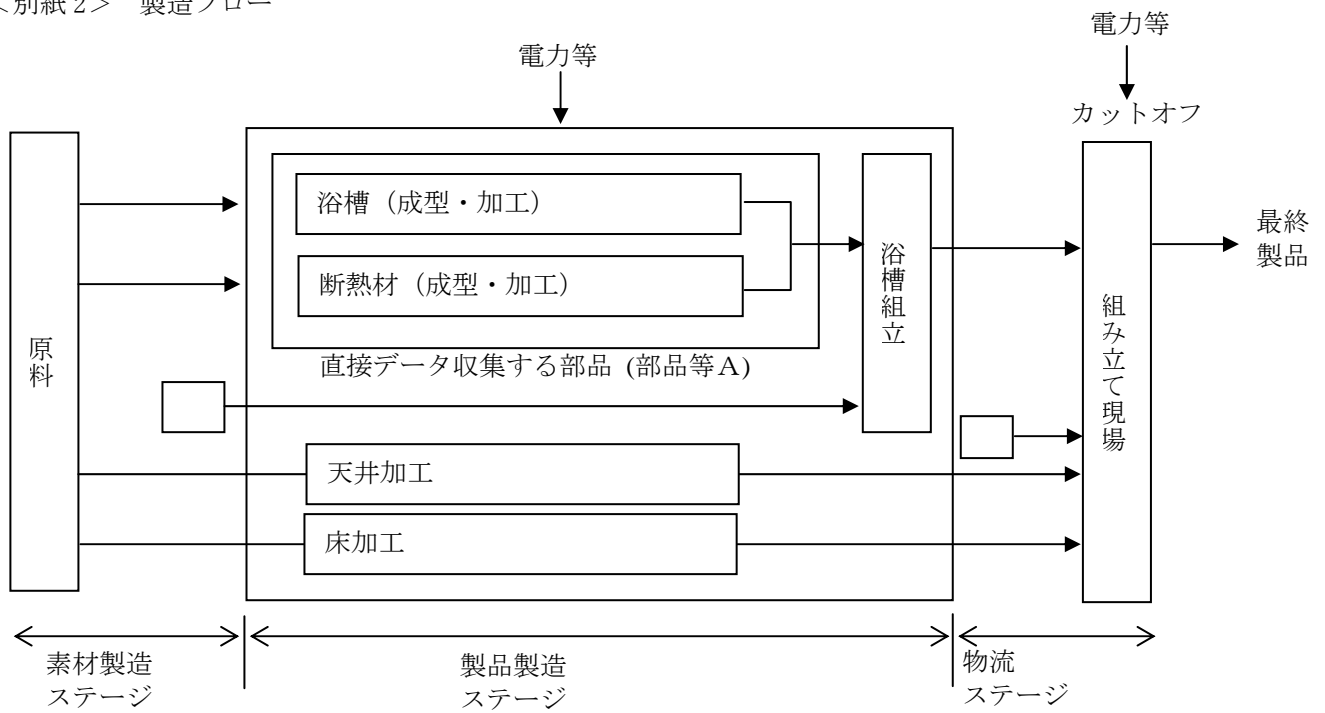 ＜別紙2＞ 製造フロー
電力等
電力等
カットオフ
浴槽（成型・加工）
断熱材（成型・加工）
直接データ収集する部品 (部品等A)
浴槽組立
原料
天井加工
床加工
組み立て現場
最終
製品
素材製造
ステージ
製品製造
ステージ
物流
ステージ